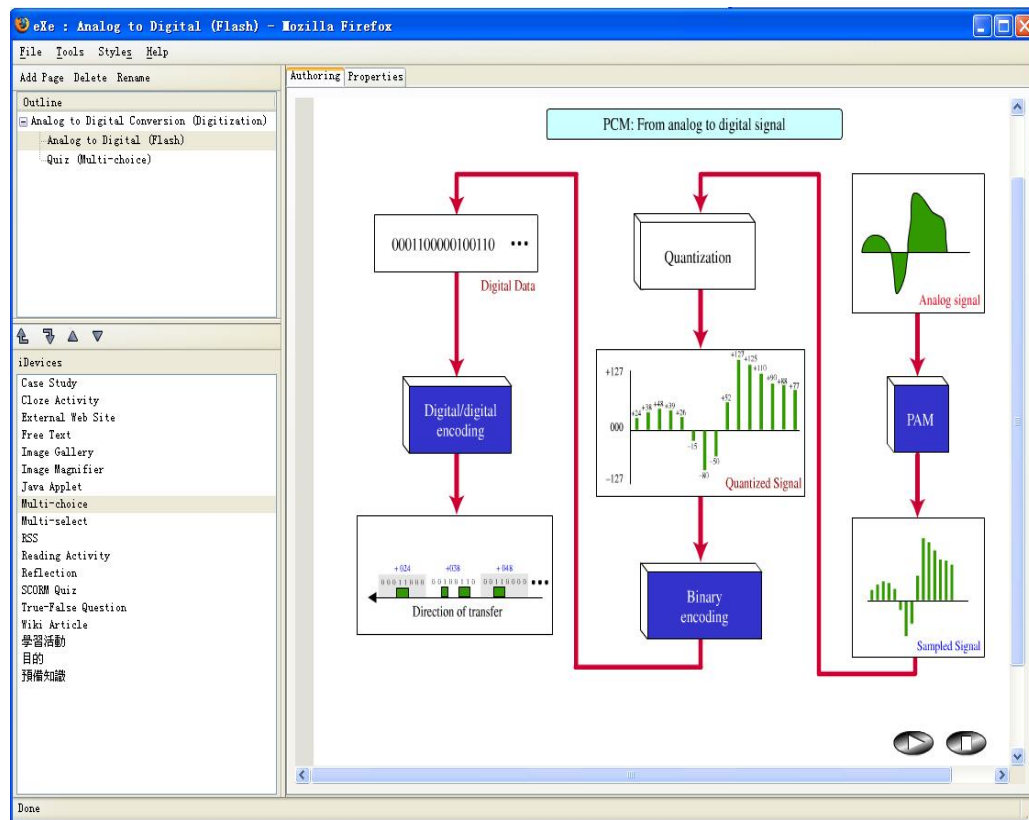 eXe : Analog to Digital (Flash) - Mozilla Firefox
File Tools Styles Help
Add Page Delete Rename
Outline
Analog to Digital Conversion (Digitization)
Analog to Digital (Flash)
Quiz (Multi-choice)
iDevices
Case Study
Cloze Activity
External Web Site
Free Text
Image Gallery
Image Magnifier
Java Applet
Multi-choice
Multi-select
RSS
Reading Activity
Reflection
SCORM Quiz
True-False Question
Wiki Article
學習活動
目的
預備知識
Authoring Properties
PCM: From analog to digital signal
Analog signal
PAM
Sampled Signal
Quantization
+127
000
−127
+24 +38 +48 +39 +26 −15 −80 −50 +52 +127 +125 +110 +90 +88 +77
Quantized Signal
Binary
encoding
0001100000100110 •••
Digital Data
Digital/digital
encoding
+ 024 +038 + 048
00011000 00100110 00110000 •••
Direction of transfer
Done